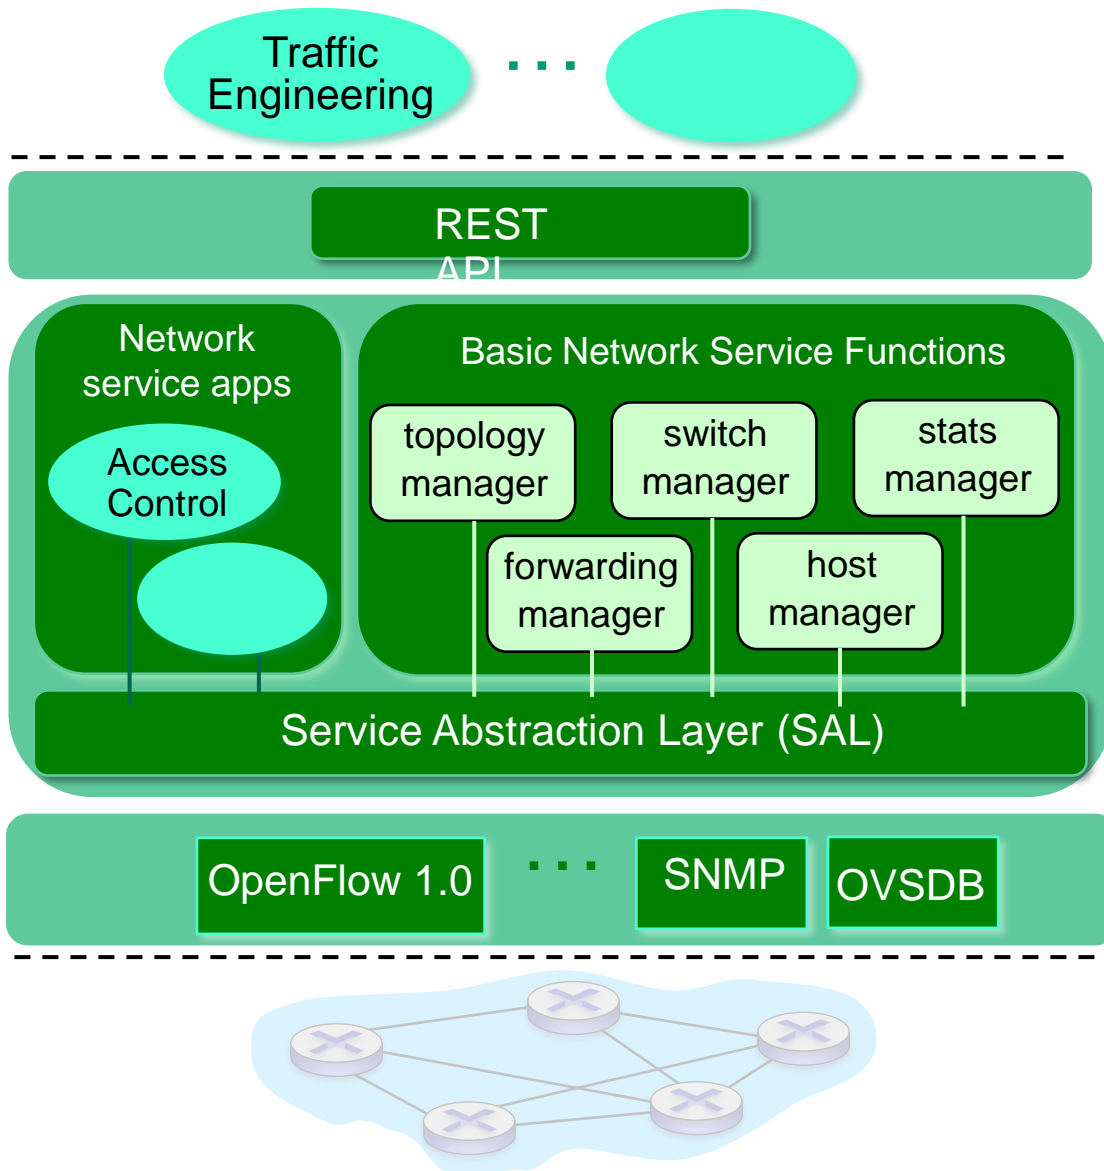 Traffic
Engineering
...
REST
API
Network
service apps
Basic Network Service Functions
topology
manager
switch
manager
stats
manager
Access
Control
forwarding
manager
host
manager
Service Abstraction Layer (SAL)
OpenFlow 1.0
...
SNMP
OVSDB